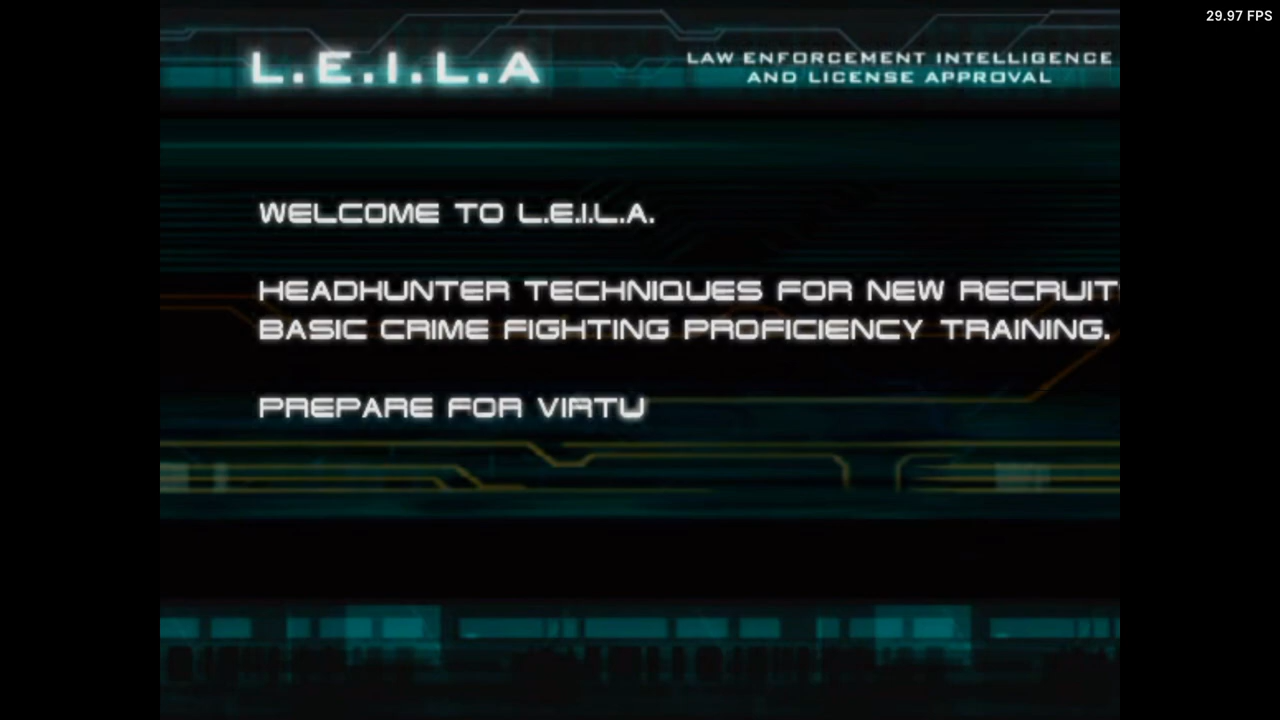 29.97 FPS
L.E.I.L.A
LAW ENFORCEMENT INTELLIGENCE
AND LICENSE APPROVAL
WELCOME TO L.E.I.L.A.
HEADHUNTER TECHNIQUES FOR NEW RECRUIT
BASIC CRIME FIGHTING PROFICIENCY TRAINING.
PREPARE FOR VIRTU